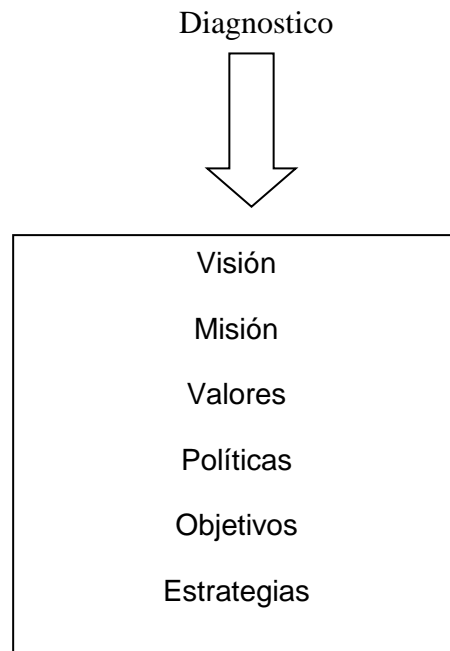 Diagnostico
Visión
Misión
Valores
Políticas
Objetivos
Estrategias